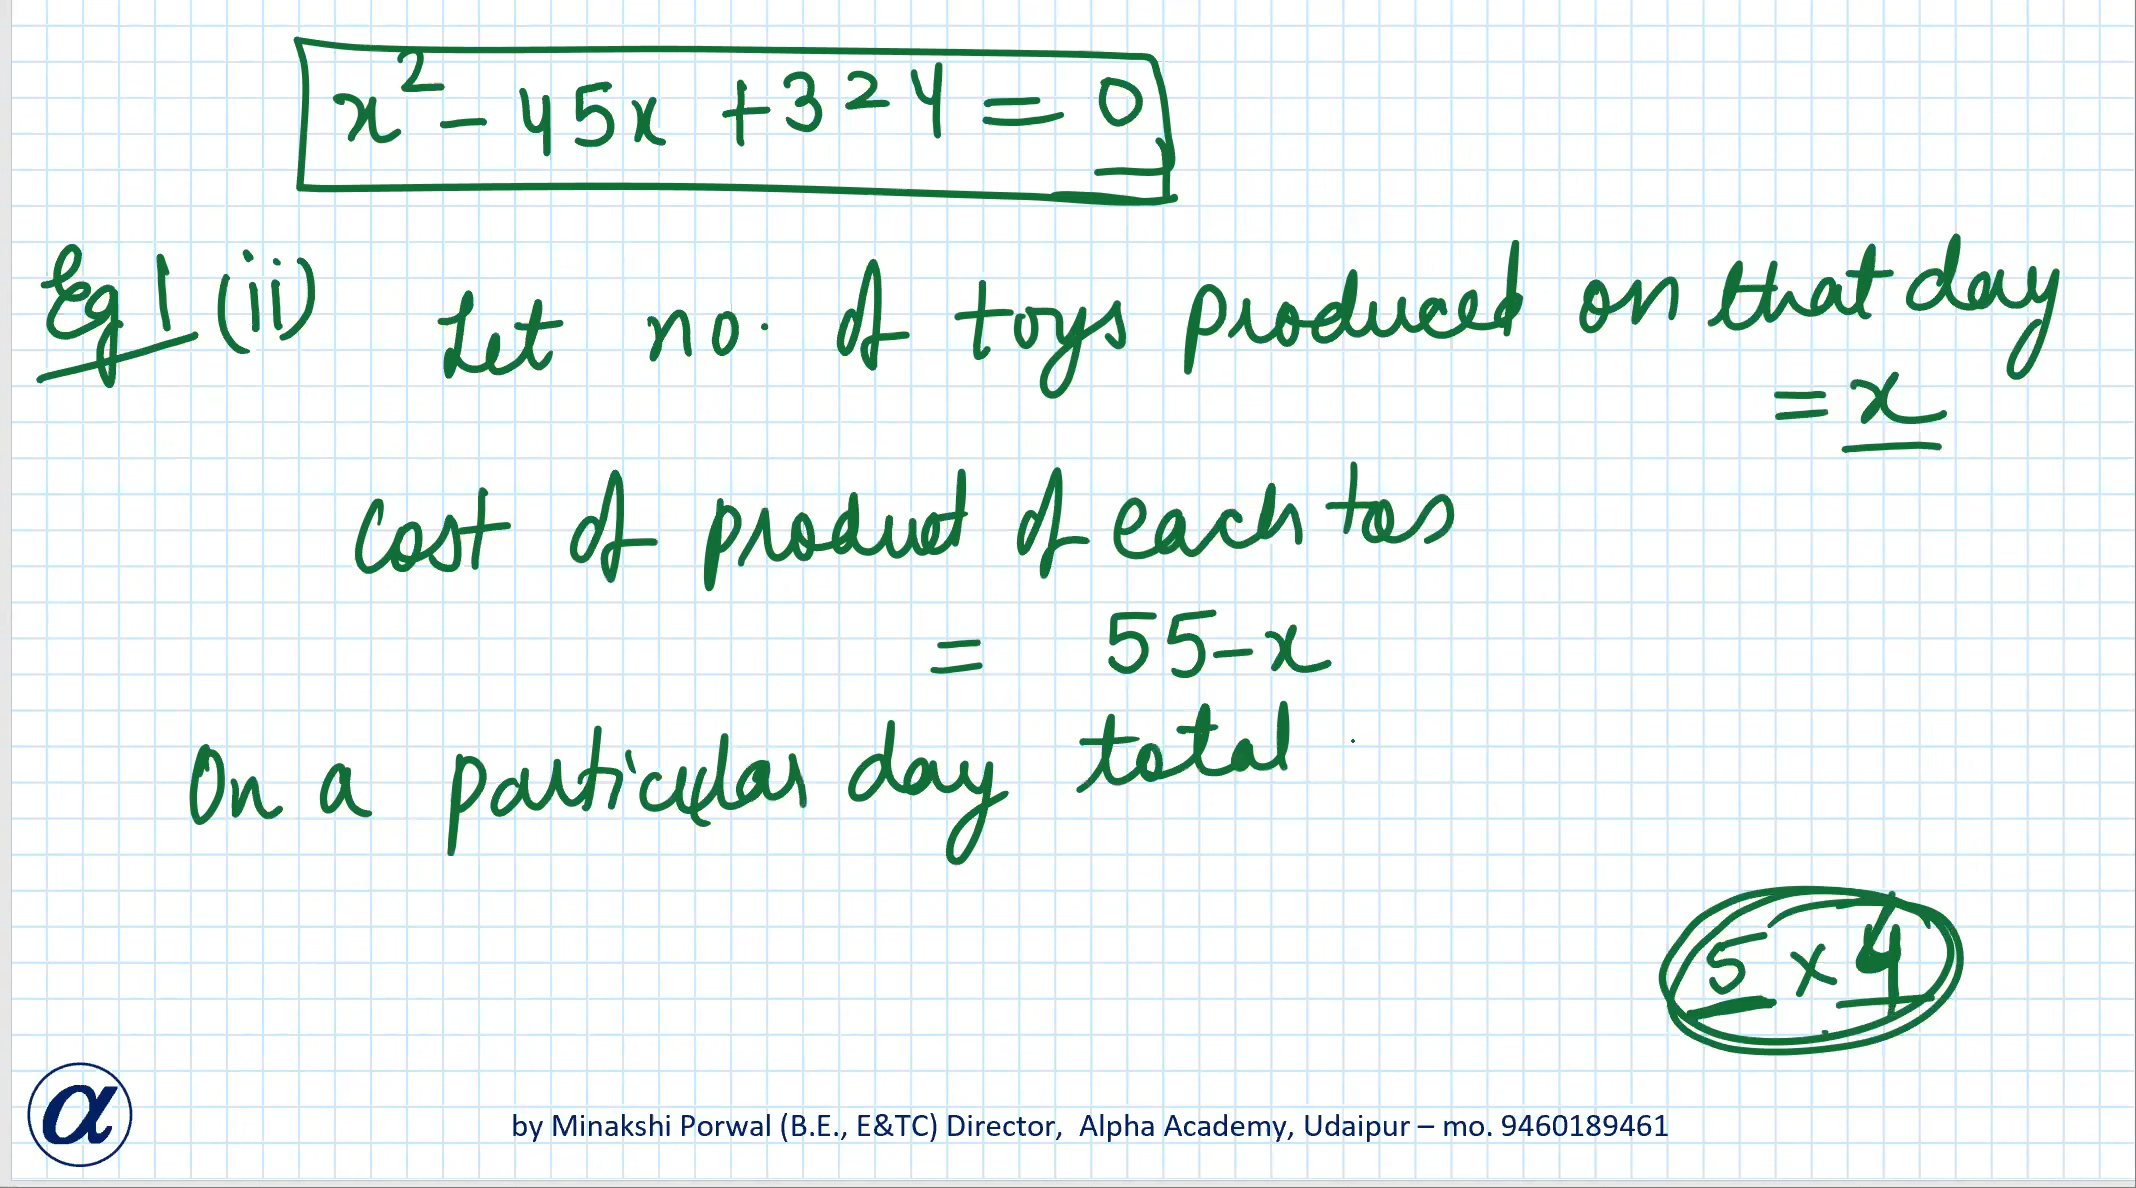 x² - 45x + 324 = 0
Eg 1 (ii) Let no. of toys produced on that day
= x
Cost of product of each
= 55 - x
On a particular day total
5 x 4
α
by Minakshi Porwal (B.E., E&TC) Director, Alpha Academy, Udaipur – mo. 9460189461